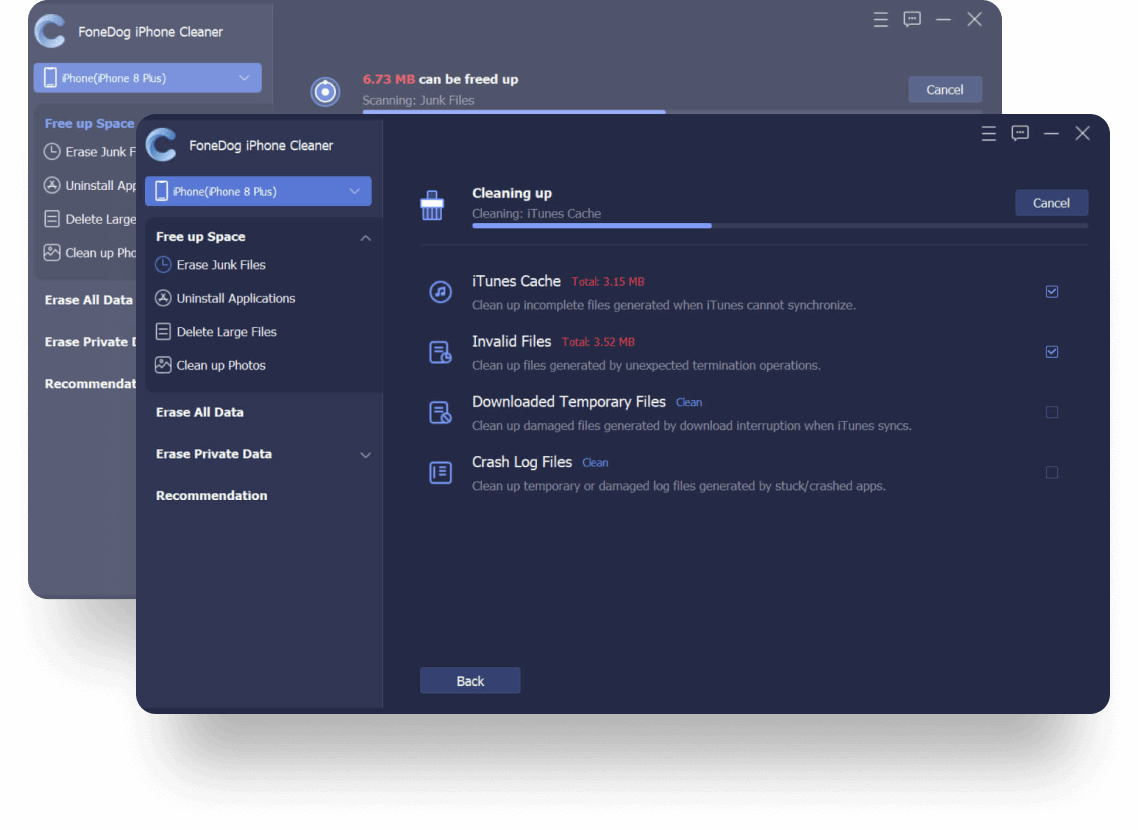 FoneDog iPhone Cleaner
iPhone(iPhone 8 Plus)
6.73 MB can be freed up
Scanning: Junk Files
Cancel
Free up Space
Erase Junk F
Uninstall App
Delete Large
Clean up Pho
Erase All Data
Erase Private D
Recommendat
FoneDog iPhone Cleaner
iPhone(iPhone 8 Plus)
Free up Space
Erase Junk Files
Uninstall Applications
Delete Large Files
Clean up Photos
Erase All Data
Erase Private Data
Recommendation
Cleaning up
Cleaning: iTunes Cache
Cancel
iTunes Cache Total: 3.15 MB
Clean up incomplete files generated when iTunes cannot synchronize.
Invalid Files Total: 3.52 MB
Clean up files generated by unexpected termination operations.
Downloaded Temporary Files Clean
Clean up damaged files generated by download interruption when iTunes syncs.
Crash Log Files Clean
Clean up temporary or damaged log files generated by stuck/crashed apps.
Back